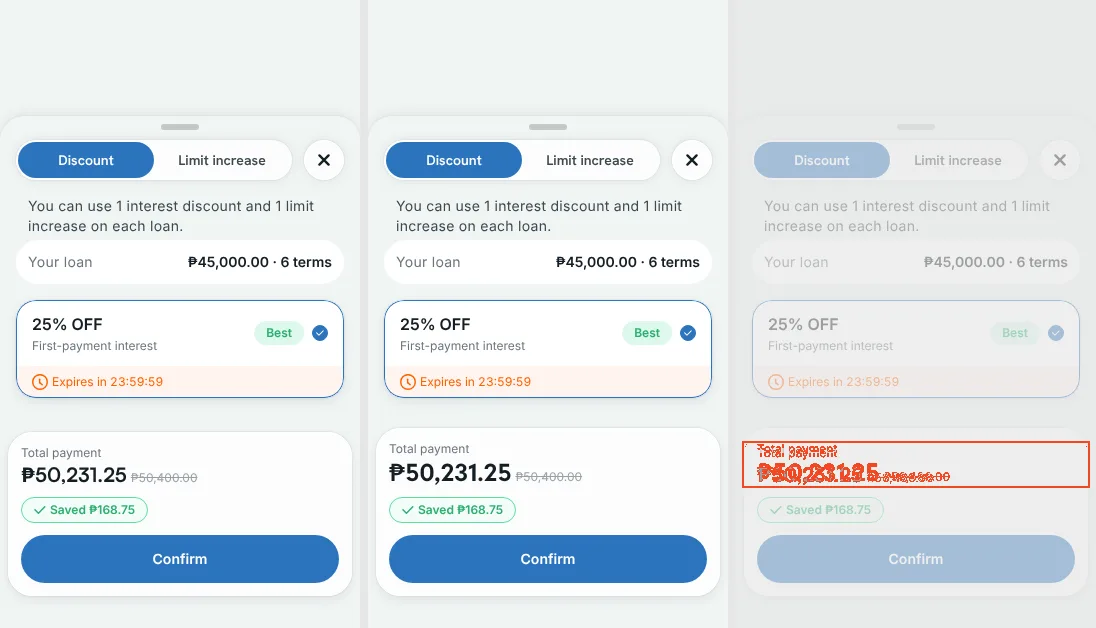 Discount Limit increase
You can use 1 interest discount and 1 limit
increase on each loan.
Your loan ₱45,000.00 · 6 terms
25% OFF
Best
First-payment interest
Expires in 23:59:59
Total payment
₱50,231.25 ₱50,400.00
Saved ₱168.75
Confirm
Discount Limit increase
You can use 1 interest discount and 1 limit
increase on each loan.
Your loan ₱45,000.00 · 6 terms
25% OFF
Best
First-payment interest
Expires in 23:59:59
Total payment
₱50,231.25 ₱50,400.00
Saved ₱168.75
Confirm
Discount Limit increase
You can use 1 interest discount and 1 limit
increase on each loan.
Your loan ₱45,000.00 · 6 terms
25% OFF
Best
First-payment interest
Expires in 23:59:59
Total payment
Saved ₱168.75
Confirm